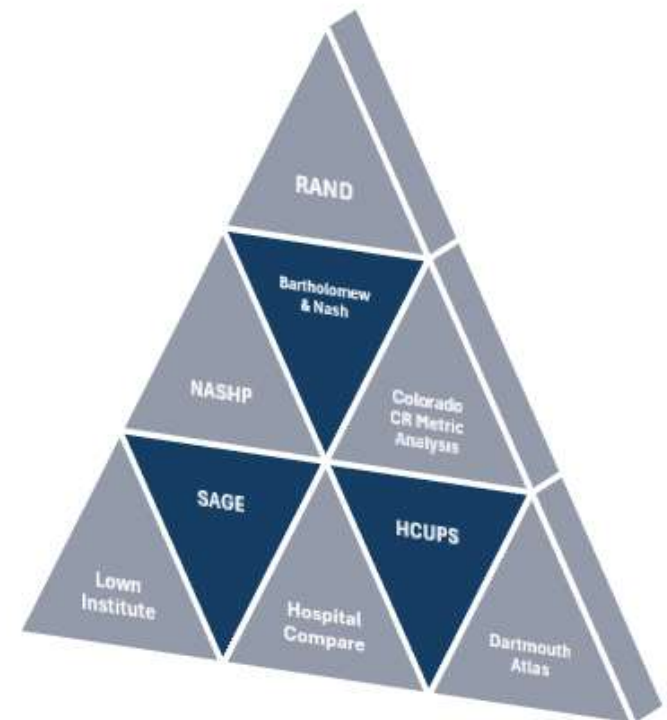 RAND
Bartholomew
& Nash
NASHP
Colorado
CR Metric
Analysis
SAGE
HCUPS
Lown
Institute
Hospital
Compare
Dartmouth
Atlas